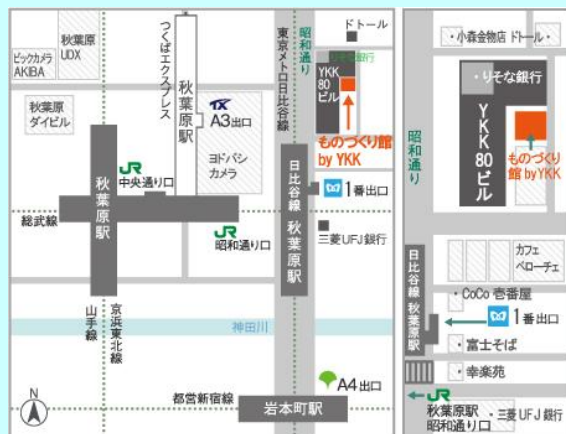 ビックカメラ
AKIBA
秋葉原
UDX
つくばエクスプレス
秋葉原駅
東京メトロ日比谷線
昭和通り
ドトール
りそな銀行
YKK
80
ビル
ものづくり館
by YKK
秋葉原
ダイビル
TX
A3出口
ヨドバシ
カメラ
JR
中央通り口
秋葉原駅
総武線
JR
昭和通り口
日比谷線 秋葉原駅
1番出口
三菱UFJ銀行
山手線
京浜東北線
神田川
N
都営新宿線
A4出口
岩本町駅
昭和通り
・小森金物店
ドトール・
りそな銀行
YKK80ビル
ものづくり
館 by YKK
カフェ
ベローチェ
・CoCo壱番屋
日比谷線 秋葉原駅
1番出口
・富士そば
・幸楽苑
JR
秋葉原駅
昭和通り口
・三菱UFJ銀行